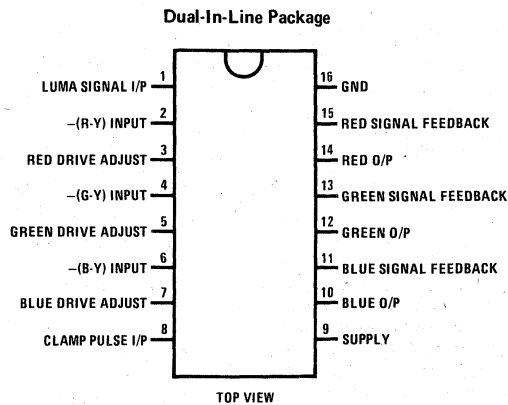 Dual-In-Line Package
LUMA SIGNAL I/P 1
16 GND
–(R-Y) INPUT 2
15 RED SIGNAL FEEDBACK
RED DRIVE ADJUST 3
14 RED O/P
–(G-Y) INPUT 4
13 GREEN SIGNAL FEEDBACK
GREEN DRIVE ADJUST 5
12 GREEN O/P
–(B-Y) INPUT 6
11 BLUE SIGNAL FEEDBACK
BLUE DRIVE ADJUST 7
10 BLUE O/P
CLAMP PULSE I/P 8
9 SUPPLY
TOP VIEW